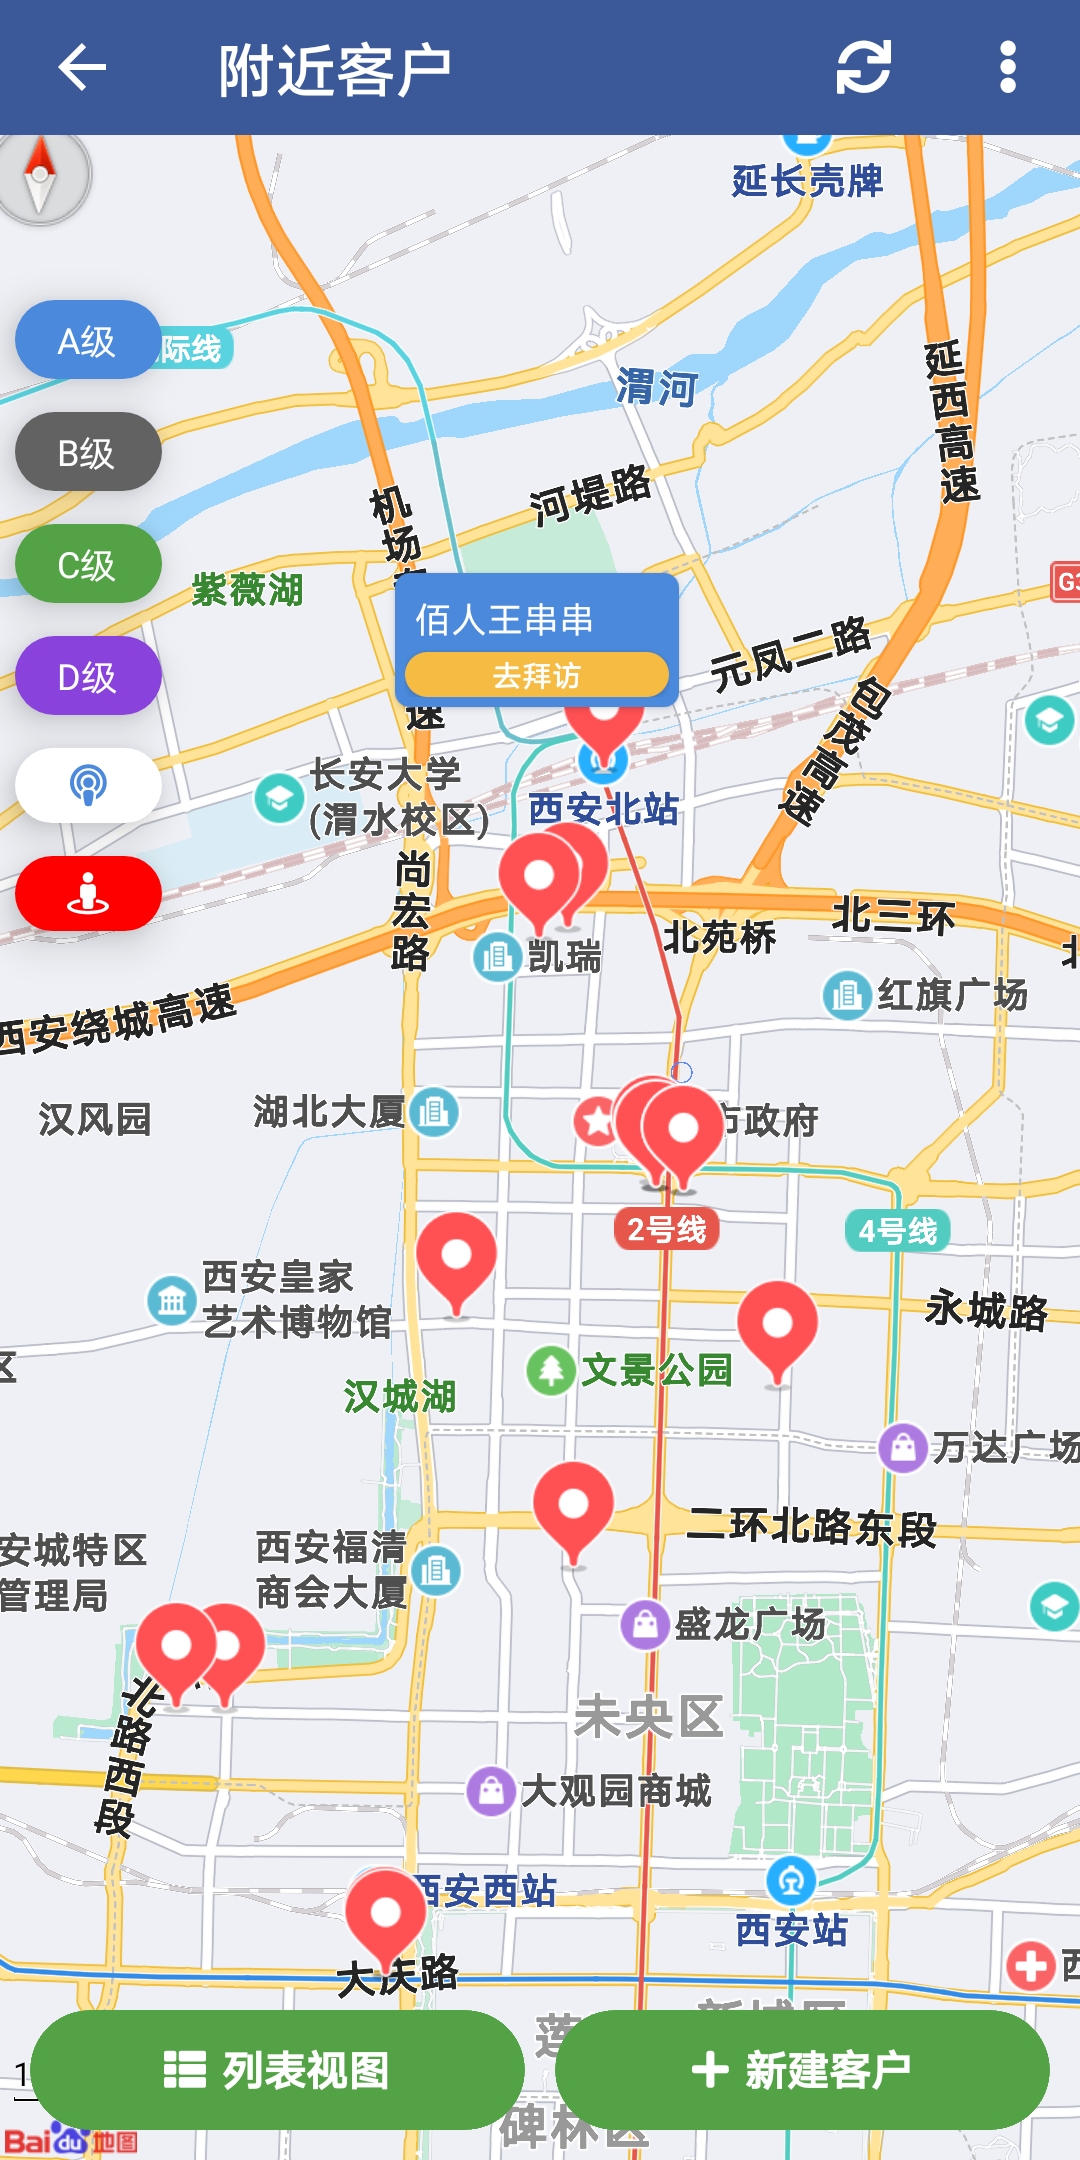 附近客户
延长壳牌
A级
际线
B级
渭河
延西高速
河堤路
机场
C级
紫薇湖
G3
佰人王串串
去拜访
元凤二路
D级
速
包茂高速
长安大学
(渭水校区)
西安北站
尚宏路
北三环
北苑桥
凯瑞
红旗广场
西安绕城高速
汉风园
湖北大厦
市政府
2号线
4号线
西安皇家
艺术博物馆
永城路
区
文景公园
汉城湖
万达广场
二环北路东段
安城特区
管理局
西安福清
商会大厦
盛龙广场
北路西段
未央区
大观园商城
西安西站
西安站
大庆路
西
新城区
莲
列表视图
新建客户
1
碑林区
Bai du 地图